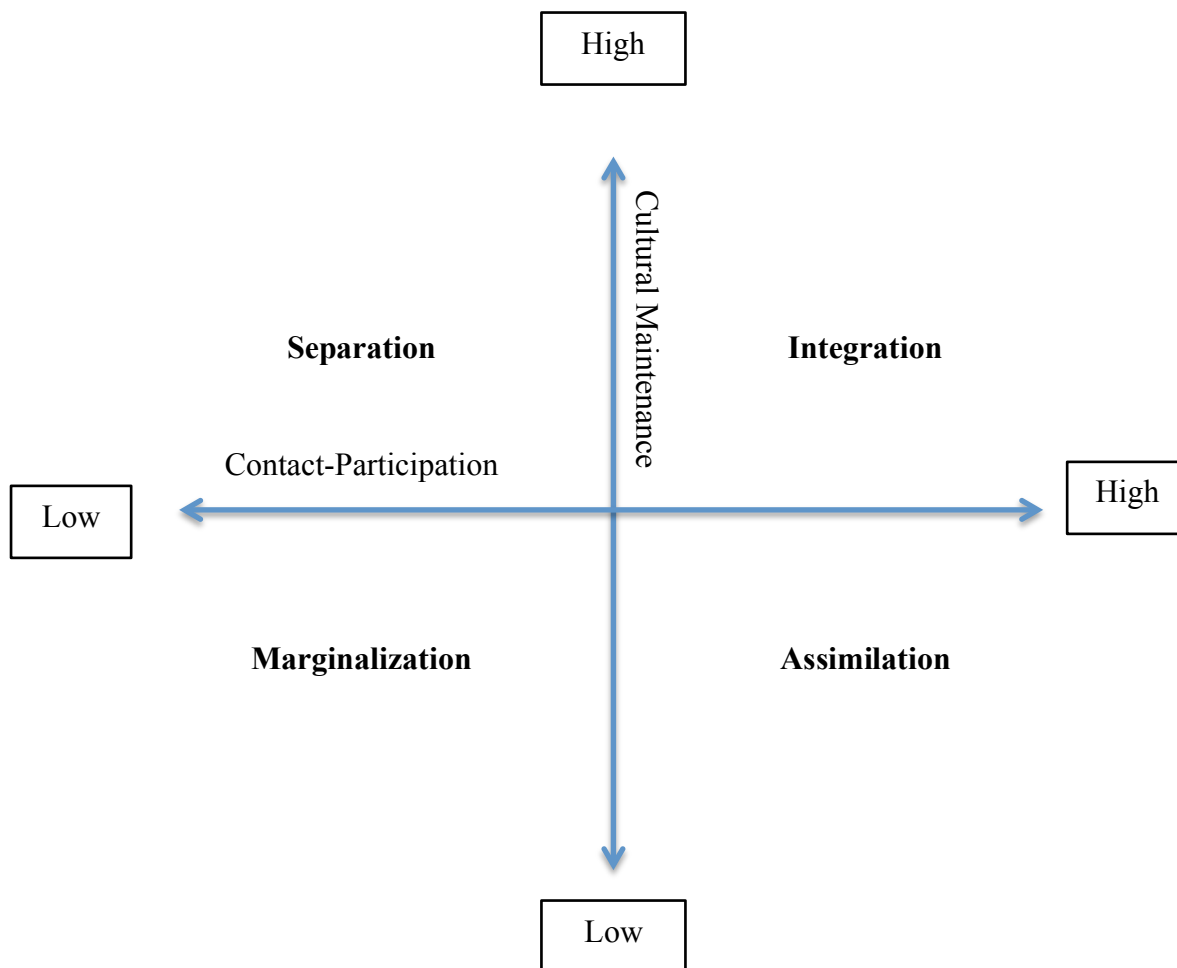 High
Cultural Maintenance
Separation
Integration
Contact-Participation
Low
High
Marginalization
Assimilation
Low